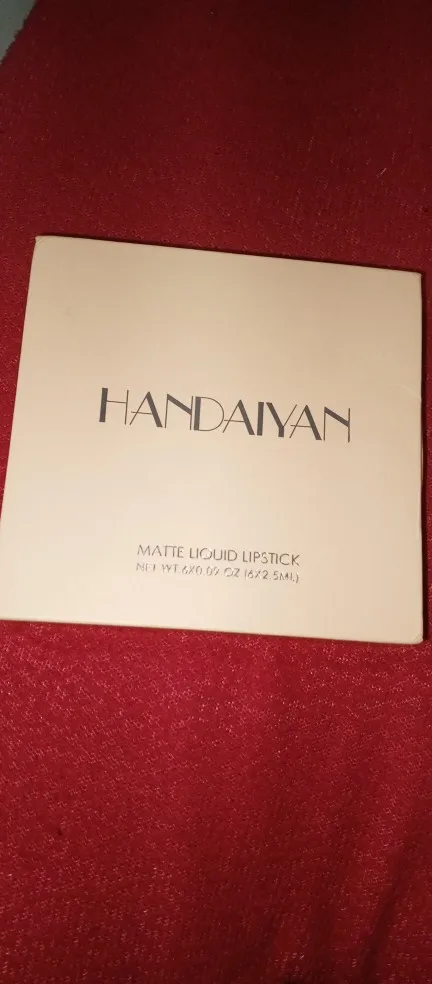 HANDAIYAN
MATTE LIQUID LIPSTICK
NET WT.6X0.09 OZ (6X2.5ML)